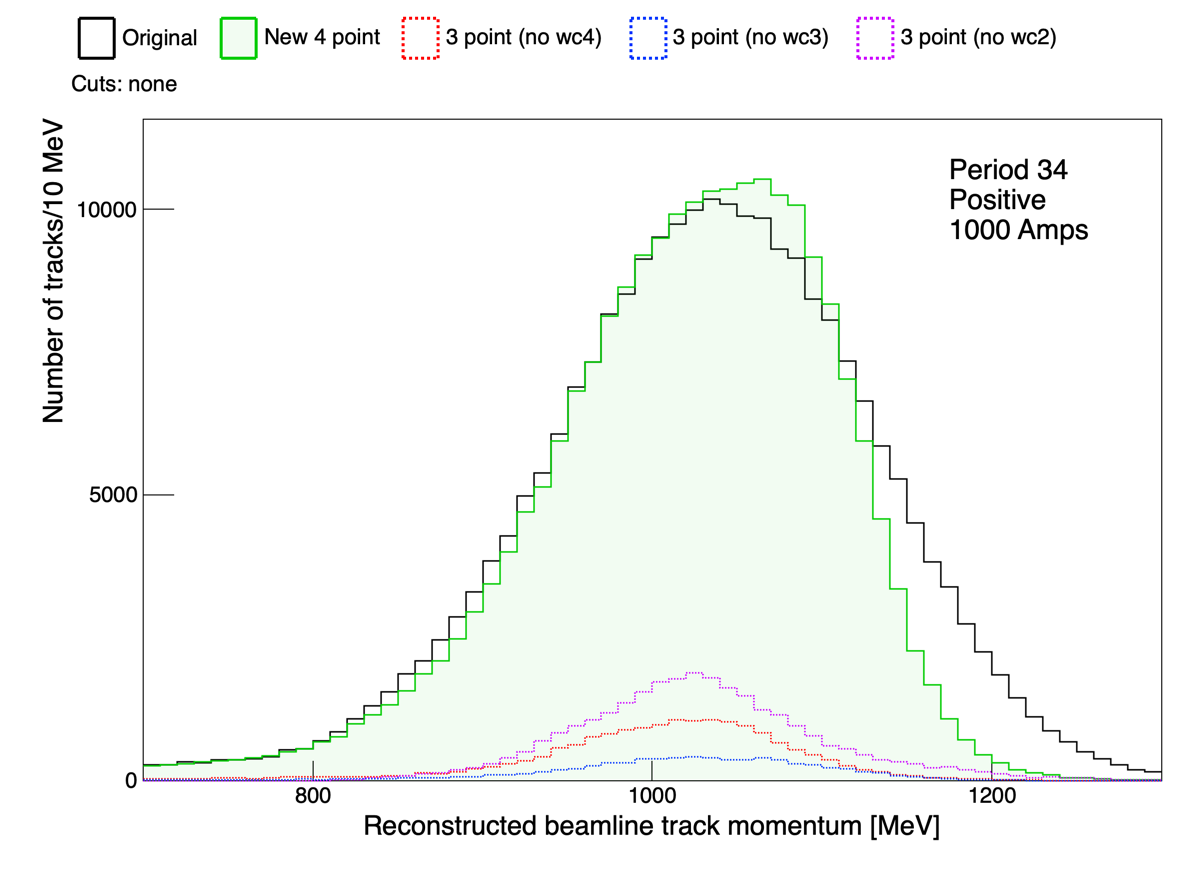 Original New 4 point 3 point (no wc4) 3 point (no wc3) 3 point (no wc2)
Cuts: none
Number of tracks/10 MeV
10000
5000
0
Period 34
Positive
1000 Amps
800 1000 1200
Reconstructed beamline track momentum [MeV]